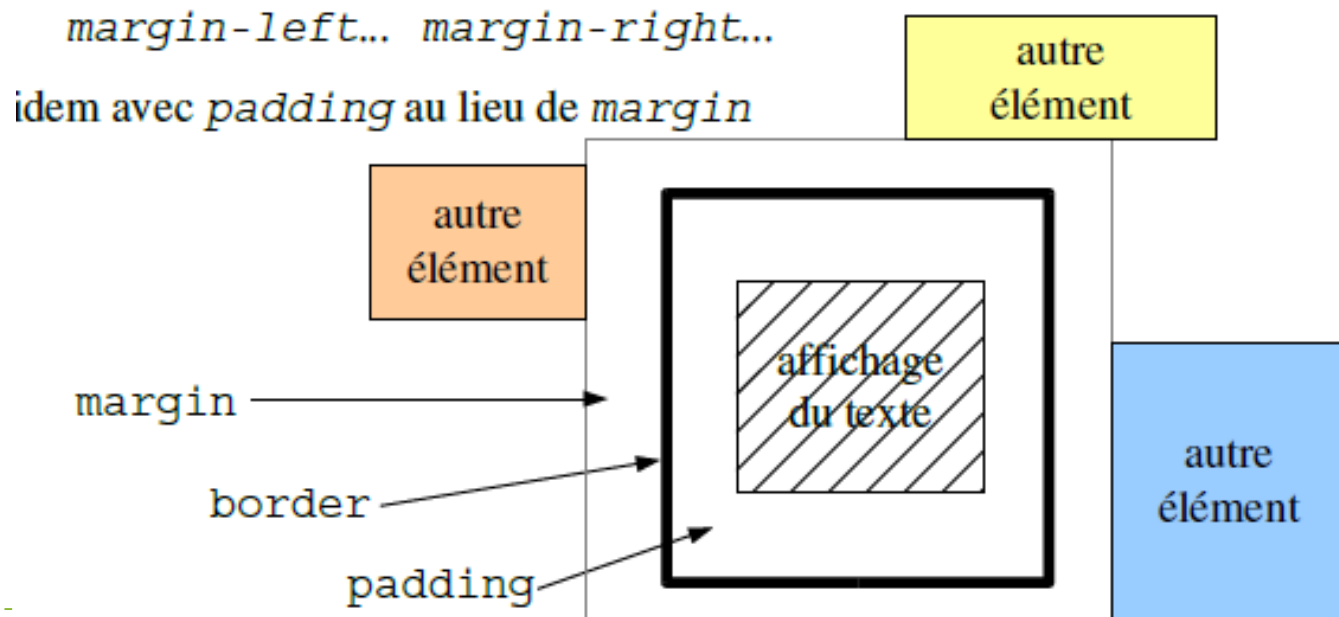 margin-left... margin-right...
idem avec padding au lieu de margin
autre
élément
autre
élément
affichage
du texte
margin
border
padding
autre
élément